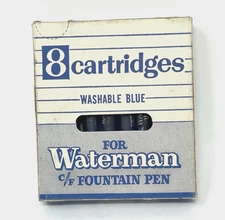 8 cartridges
WASHABLE BLUE
FOR
Waterman
C/F FOUNTAIN PEN